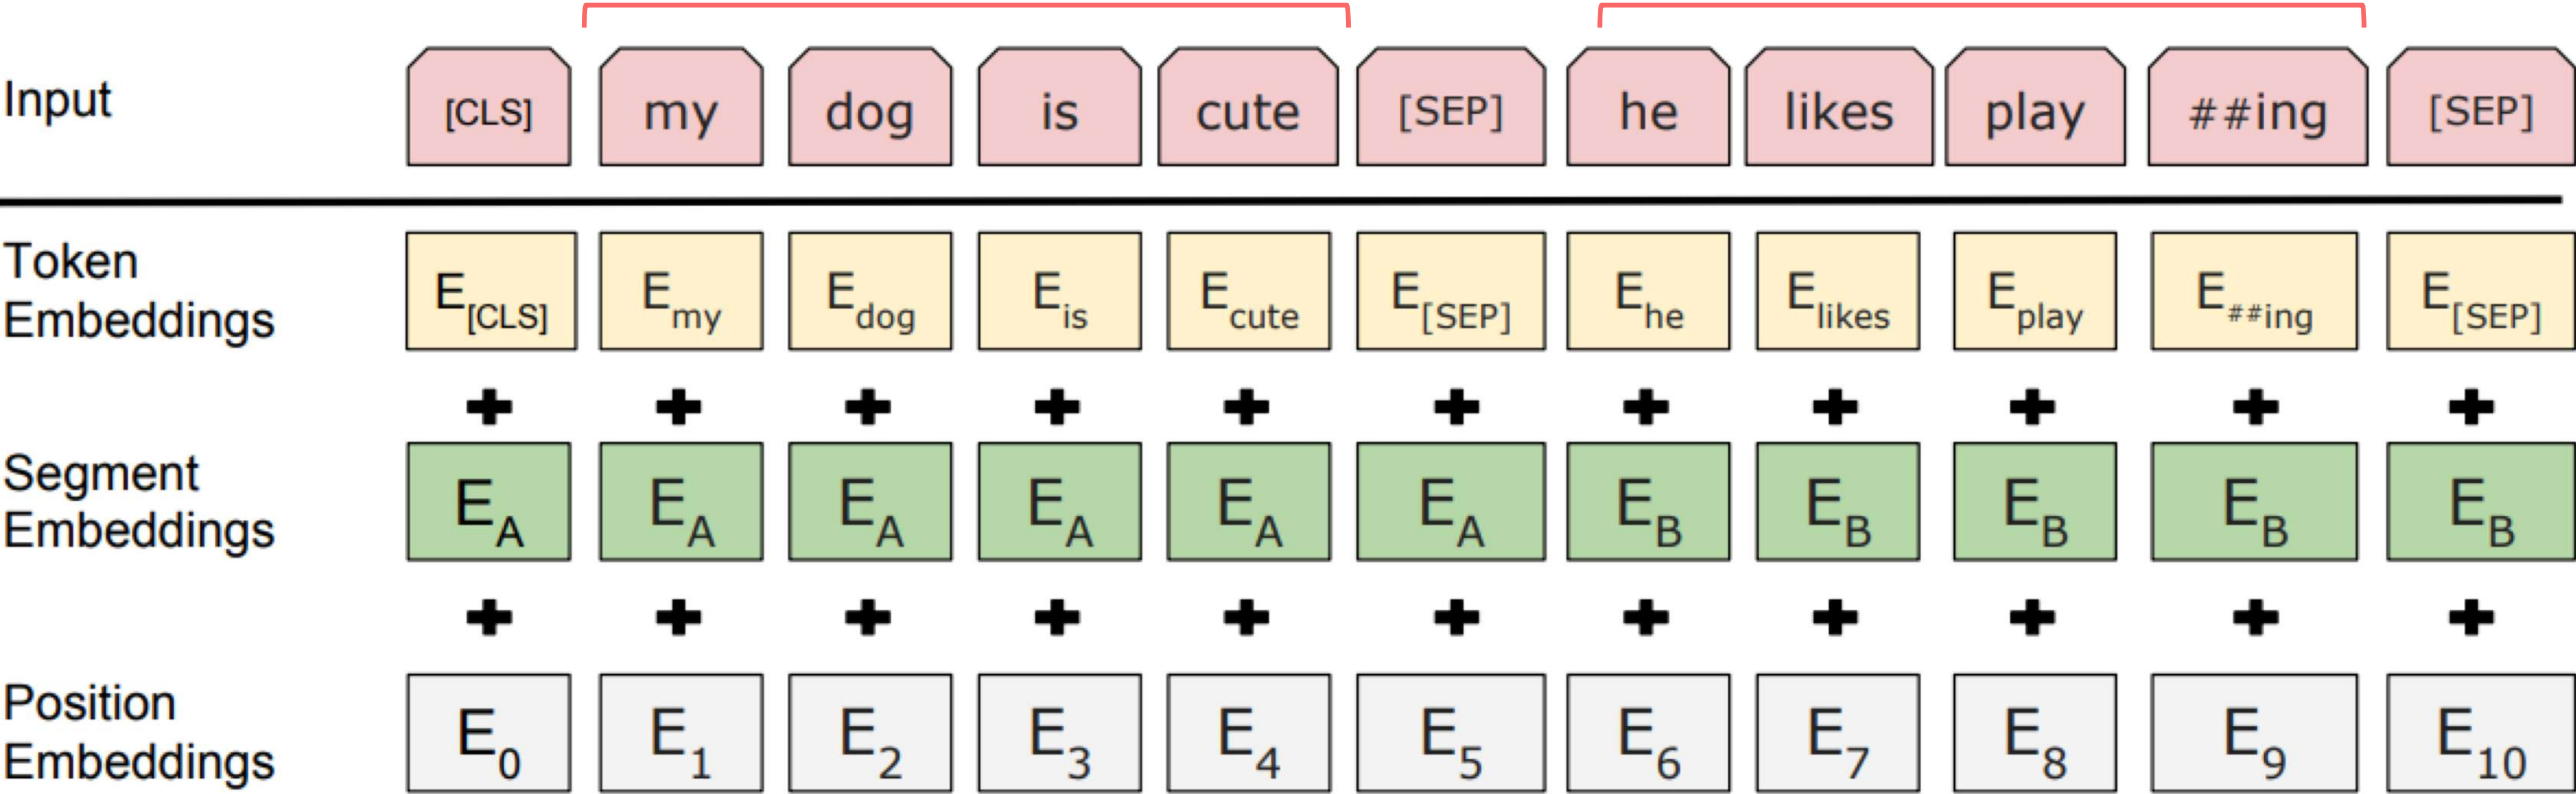 Input [CLS] my dog is cute [SEP] he likes play ##ing [SEP]
Token
Embeddings E[CLS] Emy Edog Eis Ecute E[SEP] Ehe Elikes Eplay E##ing E[SEP]
+ + + + + + + + + + +
Segment
Embeddings EA EA EA EA EA EA EB EB EB EB EB
+ + + + + + + + + + +
Position
Embeddings E0 E1 E2 E3 E4 E5 E6 E7 E8 E9 E10